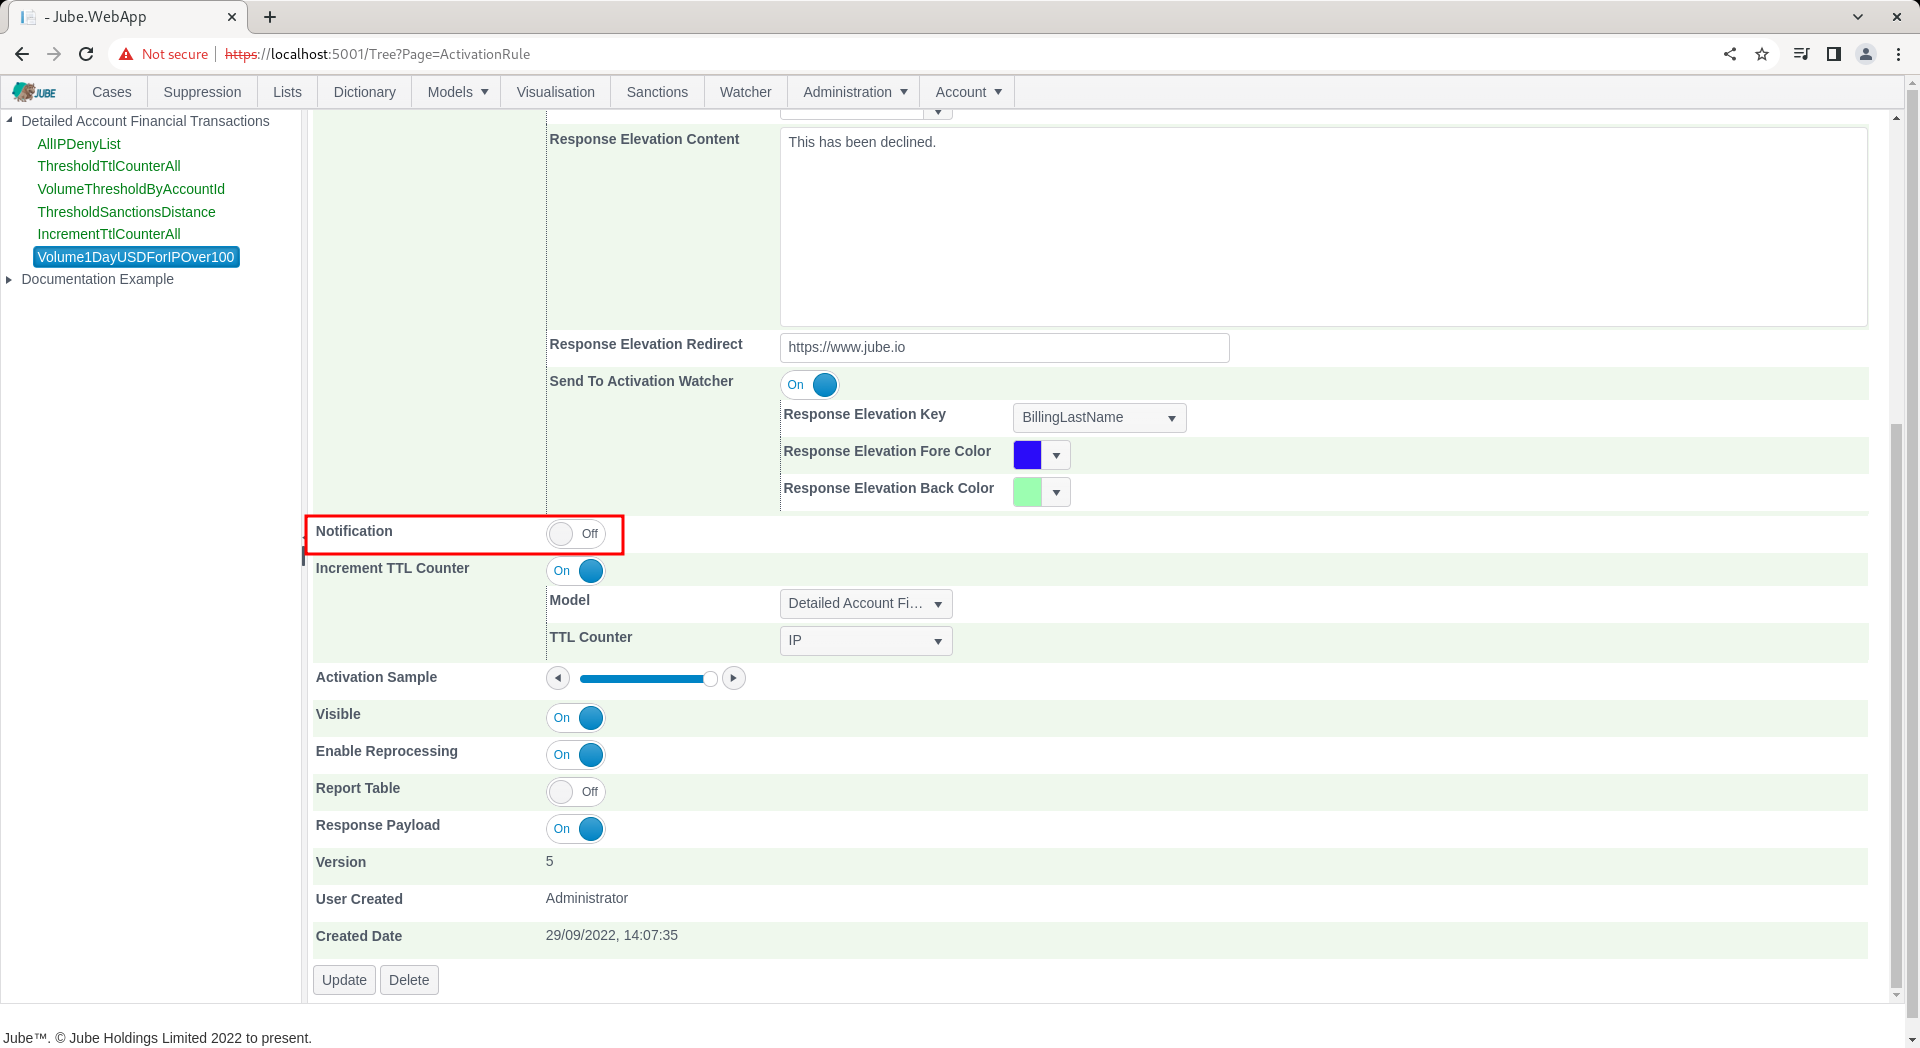 - Jube.WebApp
Not secure https://localhost:5001/Tree?Page=ActivationRule
JUBE Cases Suppression Lists Dictionary Models Visualisation Sanctions Watcher Administration Account
Detailed Account Financial Transactions
AllIPDenyList
ThresholdTtlCounterAll
VolumeThresholdByAccountId
ThresholdSanctionsDistance
IncrementTtlCounterAll
Volume1DayUSDForIPOver100
Documentation Example
Response Elevation Content This has been declined.
Response Elevation Redirect https://www.jube.io
Send To Activation Watcher On
Response Elevation Key BillingLastName
Response Elevation Fore Color
Response Elevation Back Color
Notification Off
Increment TTL Counter On
Model Detailed Account Fi...
TTL Counter IP
Activation Sample
Visible On
Enable Reprocessing On
Report Table Off
Response Payload On
Version 5
User Created Administrator
Created Date 29/09/2022, 14:07:35
Update Delete
Jube™. © Jube Holdings Limited 2022 to present.